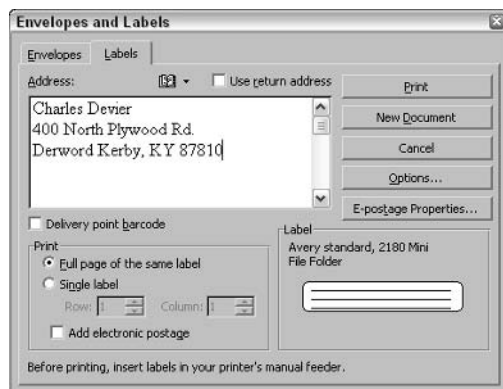 Envelopes and Labels
Envelopes Labels
Address: Use return address
Charles Devier
400 North Plywood Rd.
Derword Kerby, KY 87810
Print
New Document
Cancel
Options...
E-postage Properties...
Delivery point barcode
Print
Full page of the same label
Single label
Row: 1 Column: 1
Add electronic postage
Label
Avery standard, 2180 Mini
File Folder
Before printing, insert labels in your printer's manual feeder.